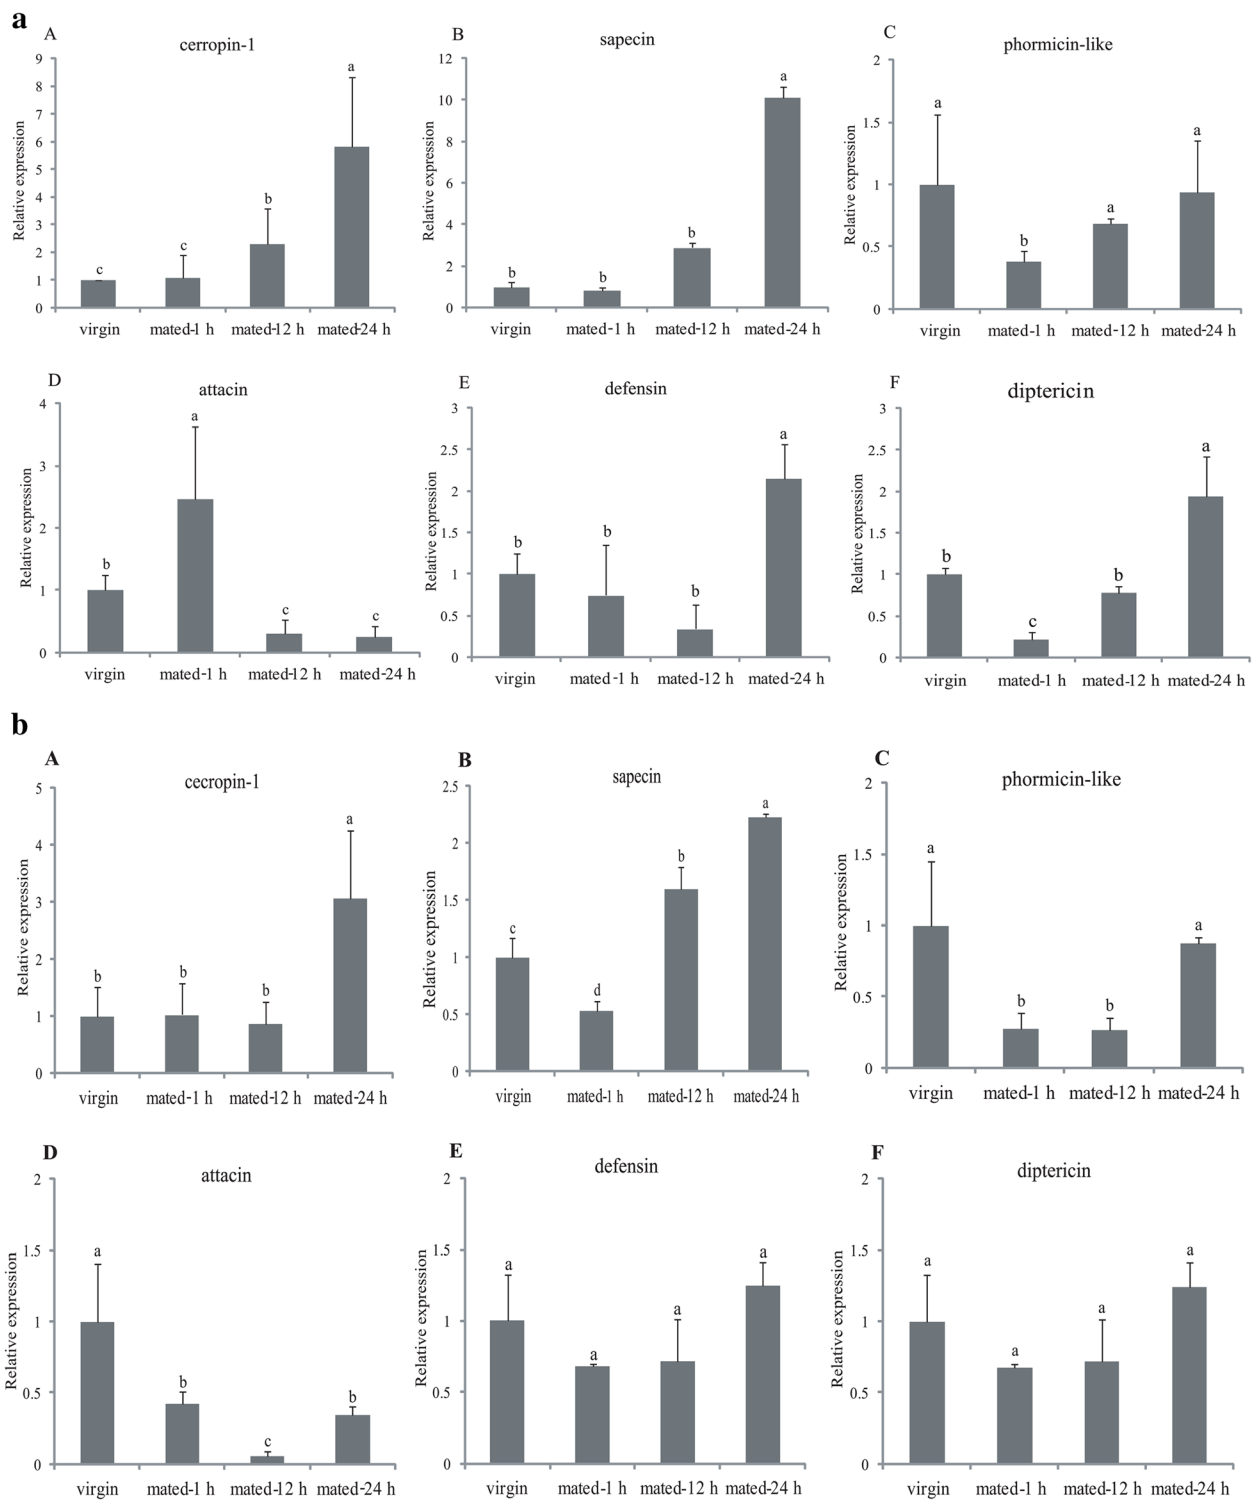 a
A
cerropin-1
Relative expression
9
8
7
6
5
4
3
2
1
0
c
c
b
a
virgin mated-1 h mated-12 h mated-24 h
B
sapecin
Relative expression
12
10
8
6
4
2
0
b
b
b
a
virgin mated-1 h mated-12 h mated-24 h
C
phormicin-like
Relative expression
2
1.5
1
0.5
0
a
b
a
a
virgin mated-1 h mated-12 h mated-24 h
D
attacin
Relative expression
4
3
2
1
0
b
a
c
c
virgin mated-1 h mated-12 h mated-24 h
E
defensin
Relative expression
3
2.5
2
1.5
1
0.5
0
b
b
b
a
virgin mated-1 h mated-12 h mated-24 h
F
diptericin
Relative expression
3
2.5
2
1.5
1
0.5
0
b
c
b
a
virgin mated-1 h mated-12 h mated-24 h
b
A
cecropin-1
Relative expression
5
4
3
2
1
0
b
b
b
a
virgin mated-1 h mated-12 h mated-24 h
B
sapecin
Relative expression
2.5
2
1.5
1
0.5
0
c
d
b
a
virgin mated-1 h mated-12 h mated-24 h
C
phormicin-like
Relative expression
2
1.5
1
0.5
0
a
b
b
a
virgin mated-1 h mated-12 h mated-24 h
D
attacin
Relative expression
2
1.5
1
0.5
0
a
b
c
b
virgin mated-1 h mated-12 h mated-24 h
E
defensin
Relative expression
2
1.5
1
0.5
0
a
a
a
a
virgin mated-1 h mated-12 h mated-24 h
F
diptericin
Relative expression
2
1.5
1
0.5
0
a
a
a
a
virgin mated-1 h mated-12 h mated-24 h